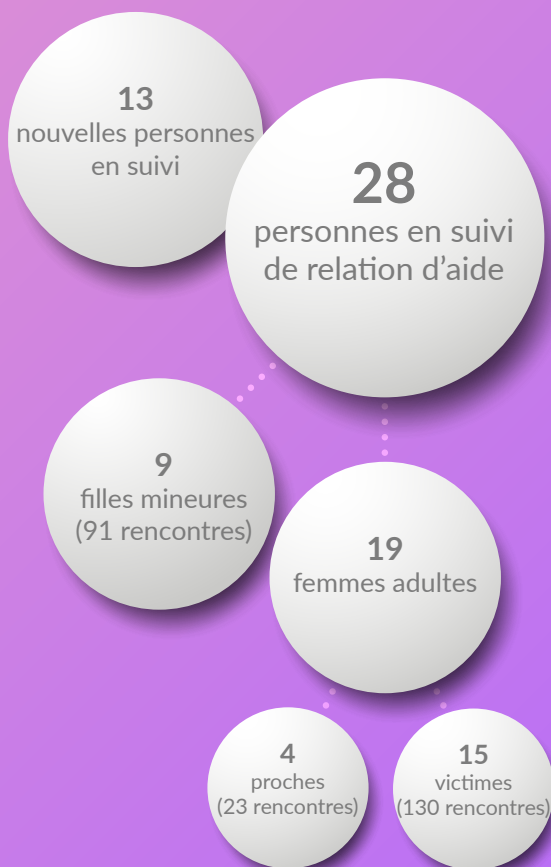 13
nouvelles personnes
en suivi
28
personnes en suivi
de relation d’aide
9
filles mineures
(91 rencontres)
19
femmes adultes
4
proches
(23 rencontres)
15
victimes
(130 rencontres)